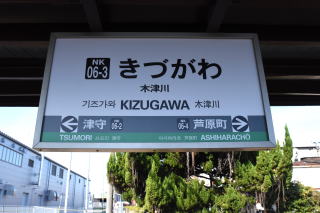 NK
06-3
きづがわ
木津川
기즈가와 KIZUGAWA 木津川
津守 06-2 06-4 芦原町
TSUMORI ASHIHARACHO